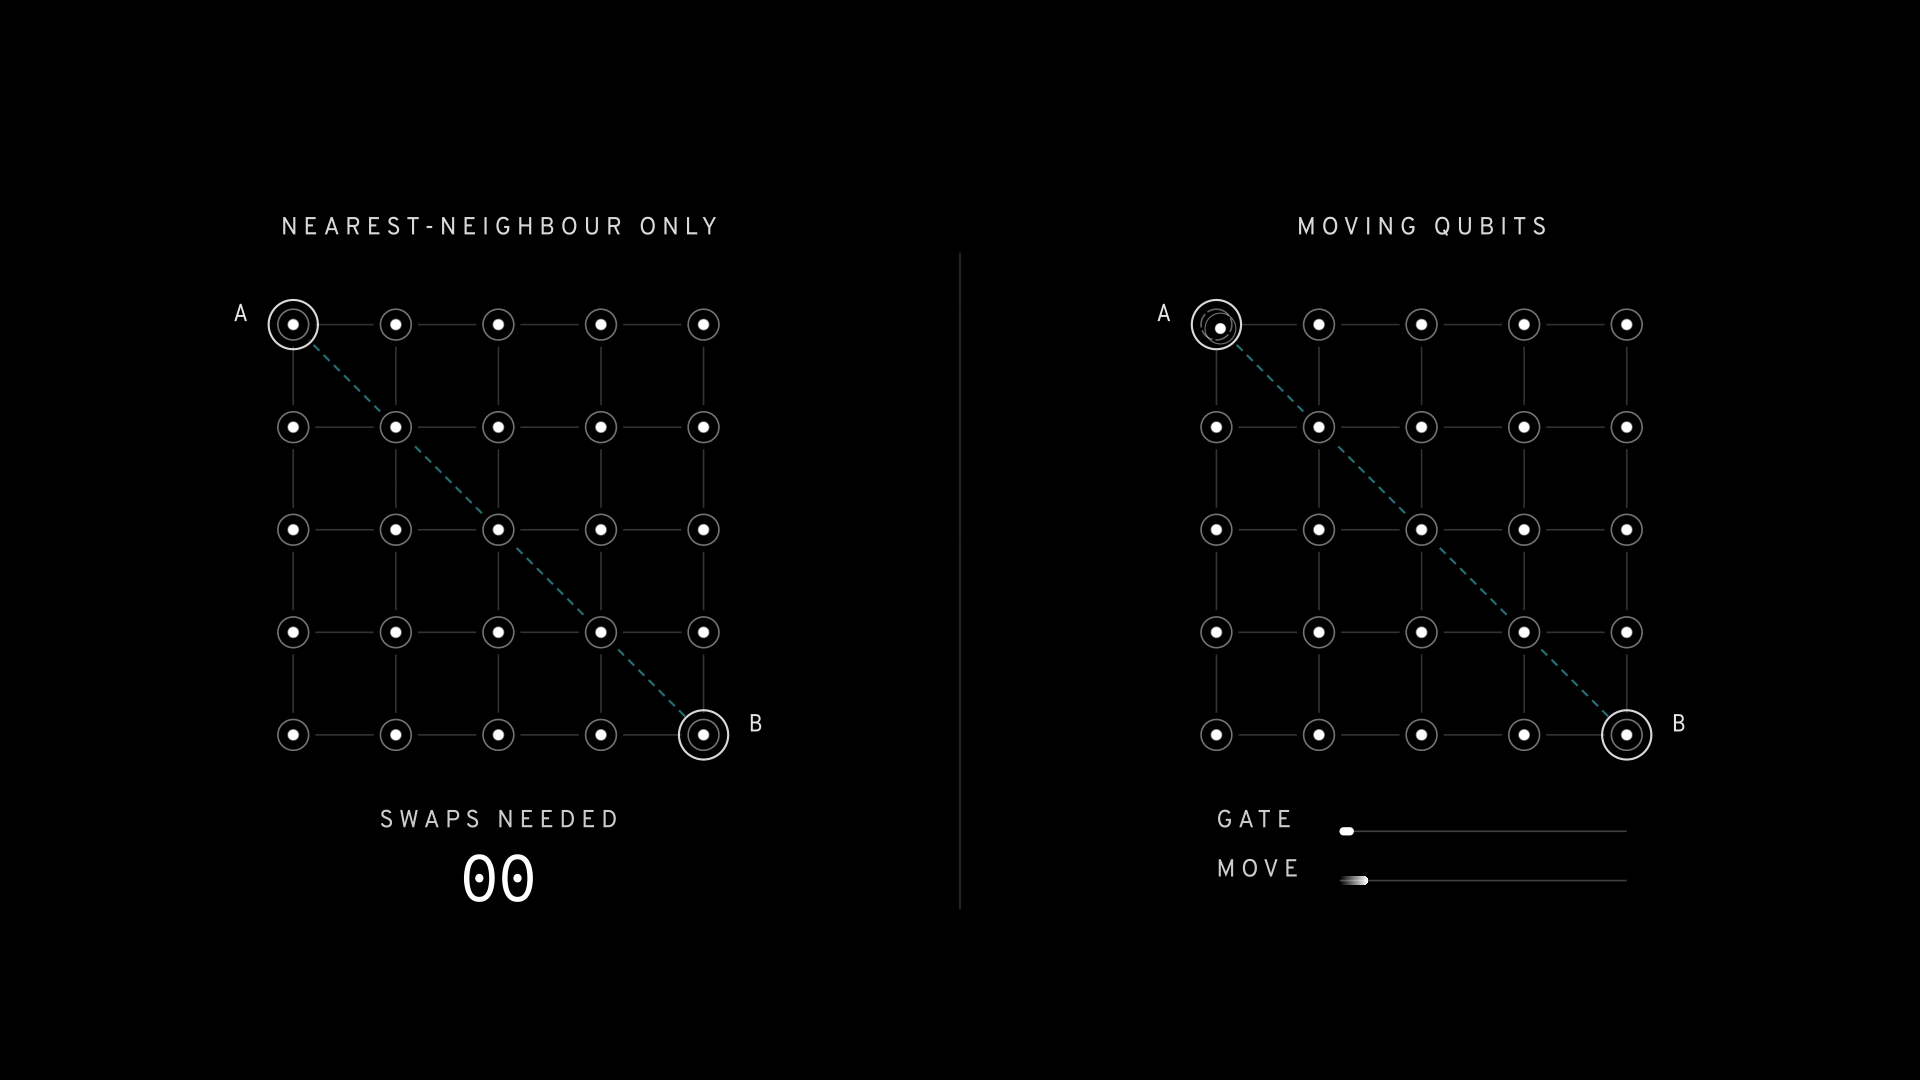 NEAREST-NEIGHBOUR ONLY
A
B
SWAPS NEEDED
00
MOVING QUBITS
A
B
GATE
MOVE